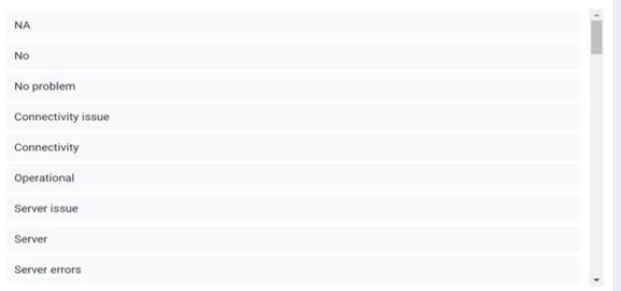 NA
No
No problem
Connectivity issue
Connectivity
Operational
Server issue
Server
Server errors